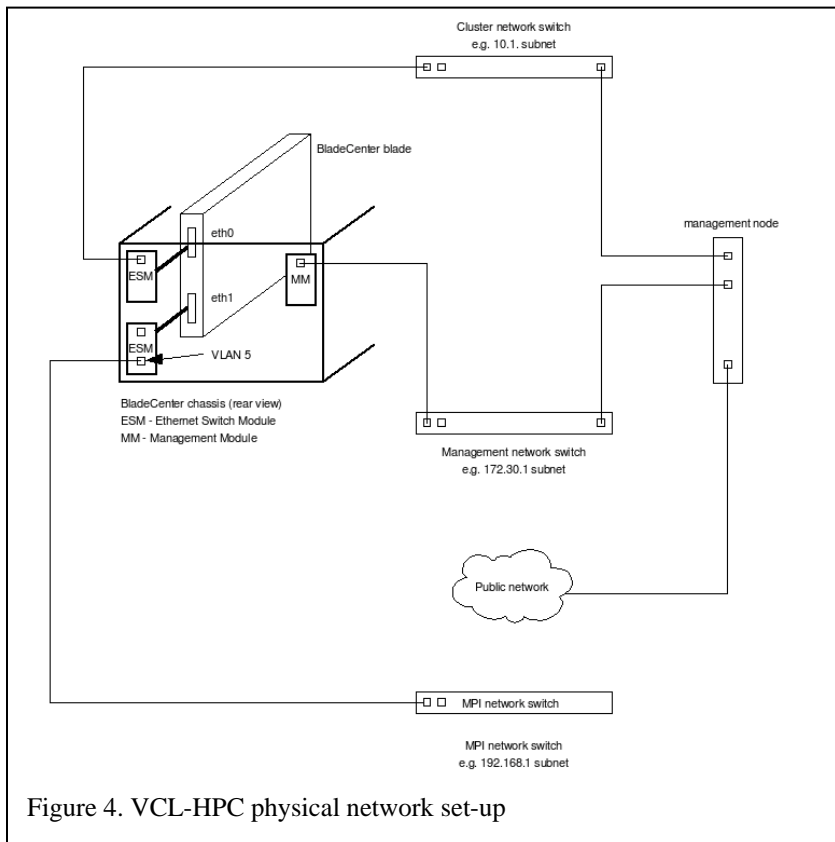 Cluster network switch
e.g. 10.1. subnet
BladeCenter blade
management node
eth0
ESM
MM
eth1
ESM
VLAN 5
BladeCenter chassis (rear view)
ESM - Ethernet Switch Module
MM - Management Module
Management network switch
e.g. 172.30.1 subnet
Public network
MPI network switch
MPI network switch
e.g. 192.168.1 subnet
Figure 4. VCL-HPC physical network set-up